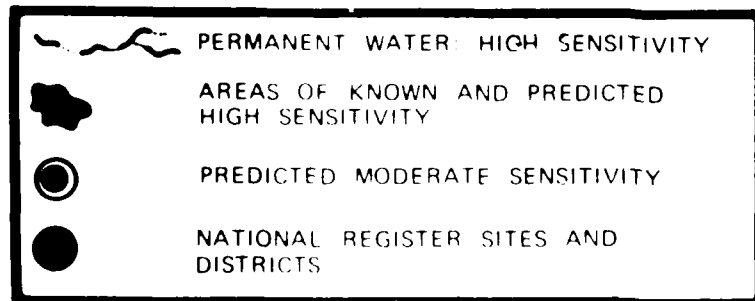 PERMANENT WATER: HIGH SENSITIVITY
AREAS OF KNOWN AND PREDICTED
HIGH SENSITIVITY
PREDICTED MODERATE SENSITIVITY
NATIONAL REGISTER SITES AND
DISTRICTS